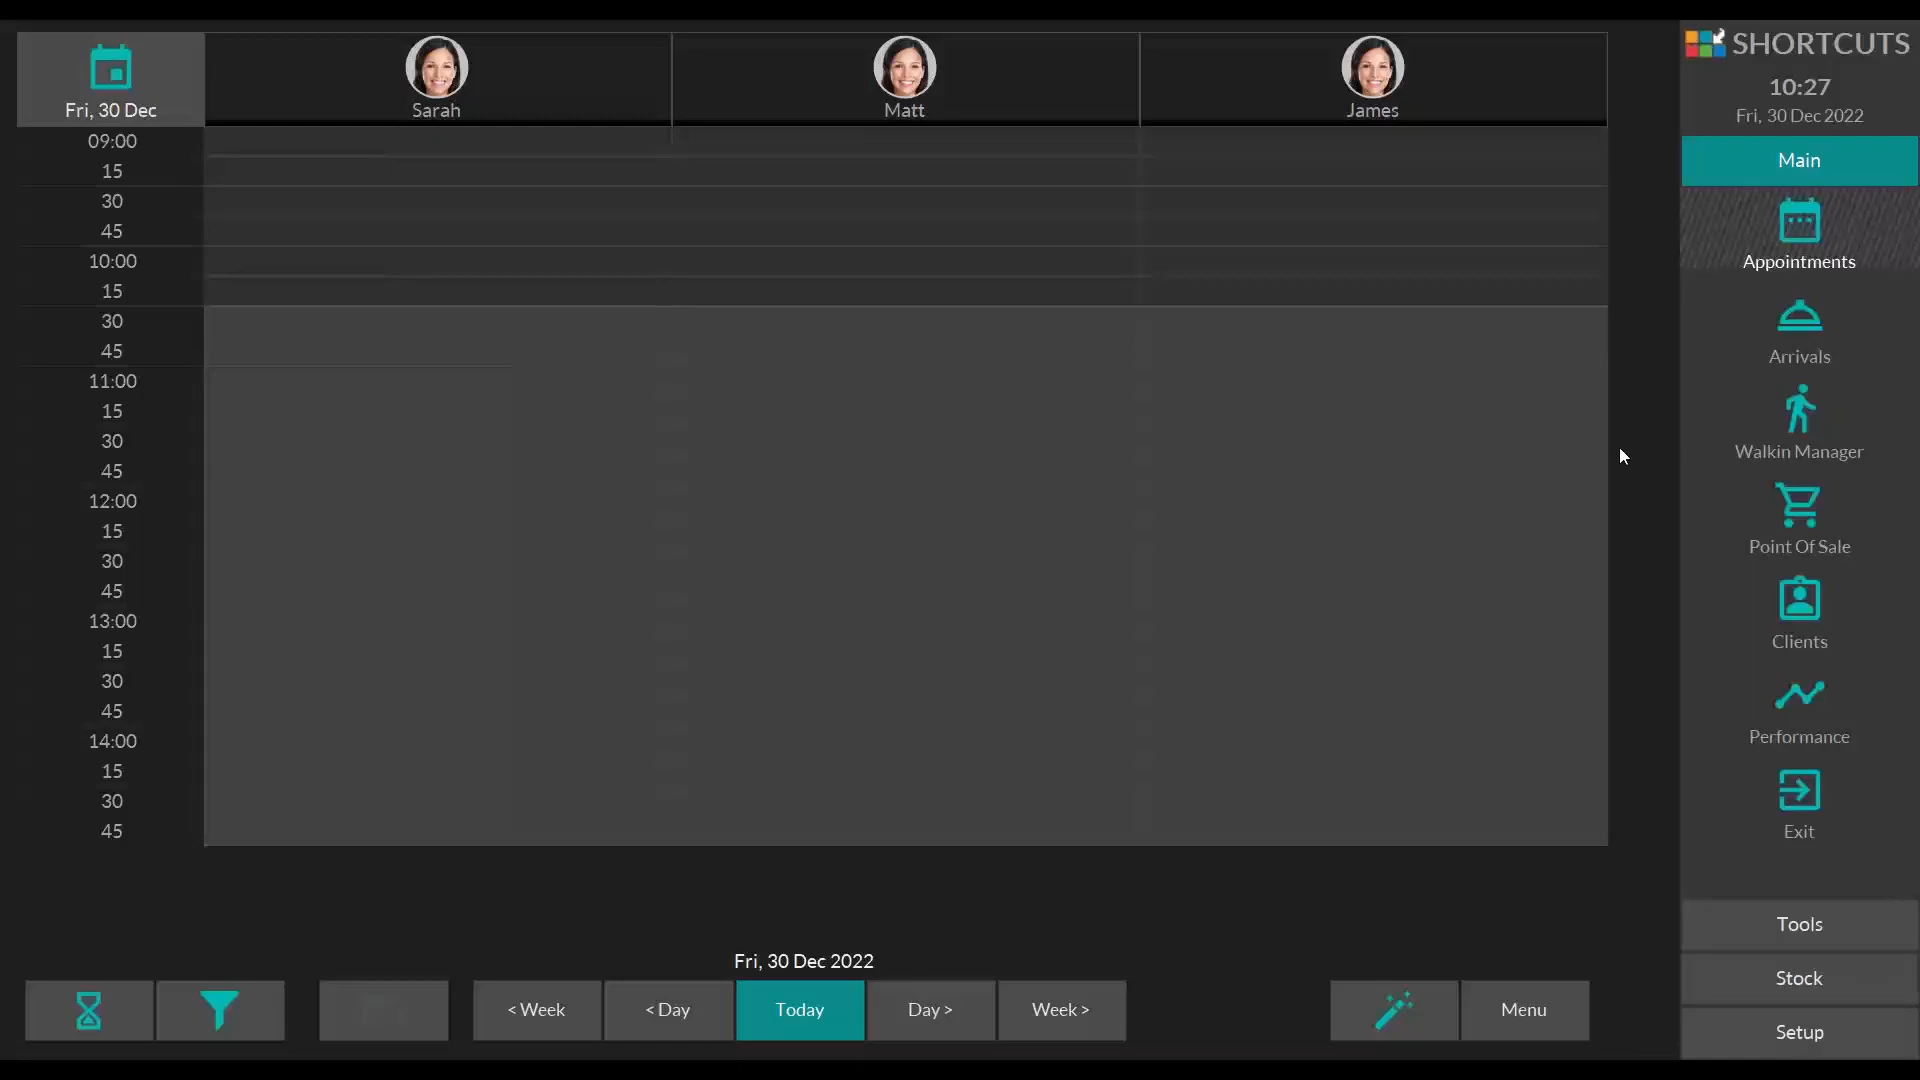 Fri, 30 Dec
Sarah
Matt
James
09:00
15
30
45
10:00
15
30
45
11:00
15
30
45
12:00
15
30
45
13:00
15
30
45
14:00
15
30
45
Fri, 30 Dec 2022
< Week
< Day
Today
Day >
Week >
Menu
SHORTCUTS
10:27
Fri, 30 Dec 2022
Main
Appointments
Arrivals
Walkin Manager
Point Of Sale
Clients
Performance
Exit
Tools
Stock
Setup